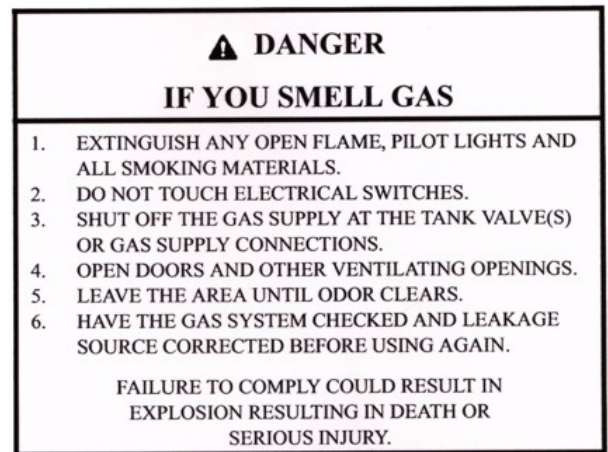 DANGER
IF YOU SMELL GAS
1. EXTINGUISH ANY OPEN FLAME, PILOT LIGHTS AND
ALL SMOKING MATERIALS.
2. DO NOT TOUCH ELECTRICAL SWITCHES.
3. SHUT OFF THE GAS SUPPLY AT THE TANK VALVE(S)
OR GAS SUPPLY CONNECTIONS.
4. OPEN DOORS AND OTHER VENTILATING OPENINGS.
5. LEAVE THE AREA UNTIL ODOR CLEARS.
6. HAVE THE GAS SYSTEM CHECKED AND LEAKAGE
SOURCE CORRECTED BEFORE USING AGAIN.
FAILURE TO COMPLY COULD RESULT IN
EXPLOSION RESULTING IN DEATH OR
SERIOUS INJURY.